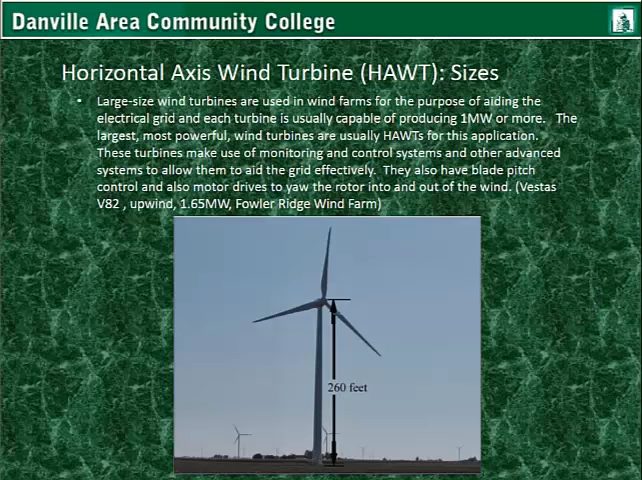 Danville Area Community College
Horizontal Axis Wind Turbine (HAWT): Sizes
• Large-size wind turbines are used in wind farms for the purpose of aiding the
electrical grid and each turbine is usually capable of producing 1MW or more. The
largest, most powerful, wind turbines are usually HAWTs for this application.
These turbines make use of monitoring and control systems and other advanced
systems to allow them to aid the grid effectively. They also have blade pitch
control and also motor drives to yaw the rotor into and out of the wind. (Vestas
V82 , upwind, 1.65MW, Fowler Ridge Wind Farm)
260 feet